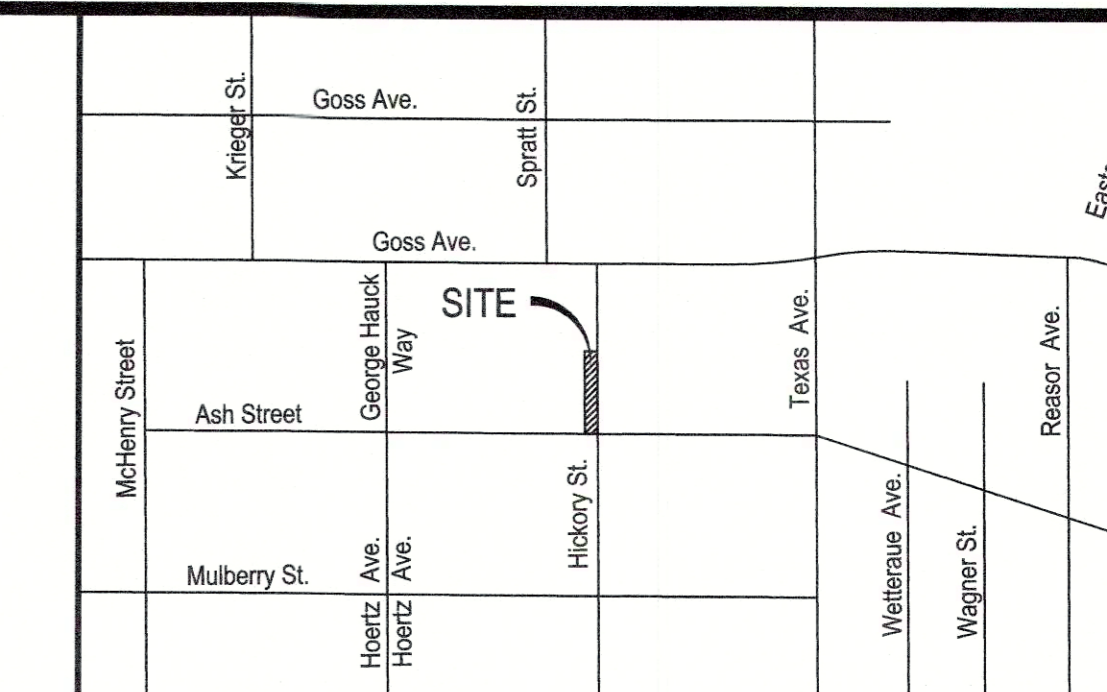 Krieger St.
Goss Ave.
Spratt St.
Goss Ave.
SITE
George Hauck
Way
McHenry Street
Ash Street
Texas Ave.
Reasor Ave.
Hickory St.
Mulberry St.
Hoertz Ave.
Hoertz Ave.
Wetteraue Ave.
Wagner St.